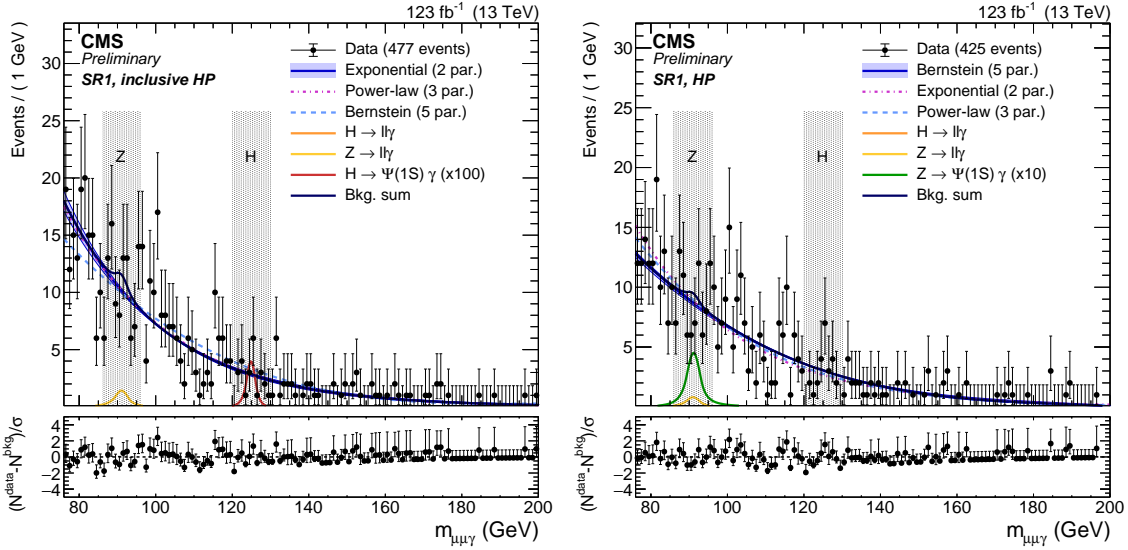 123 fb⁻¹ (13 TeV)
CMS
Preliminary
SR1, inclusive HP
Data (477 events)
Exponential (2 par.)
Power-law (3 par.)
Bernstein (5 par.)
H → llγ
Z → llγ
H → Ψ(1S) γ (x100)
Bkg. sum
Z
H
Events / ( 1 GeV )
30
25
20
15
10
5
(N^data-N^bkg)/σ
4
2
0
−2
−4
80 100 120 140 160 180 200
m_μμγ (GeV)
123 fb⁻¹ (13 TeV)
CMS
Preliminary
SR1, HP
Data (425 events)
Bernstein (5 par.)
Exponential (2 par.)
Power-law (3 par.)
H → llγ
Z → llγ
Z → Ψ(1S) γ (x10)
Bkg. sum
Z
H
Events / ( 1 GeV )
30
25
20
15
10
5
(N^data-N^bkg)/σ
4
2
0
−2
−4
80 100 120 140 160 180 200
m_μμγ (GeV)